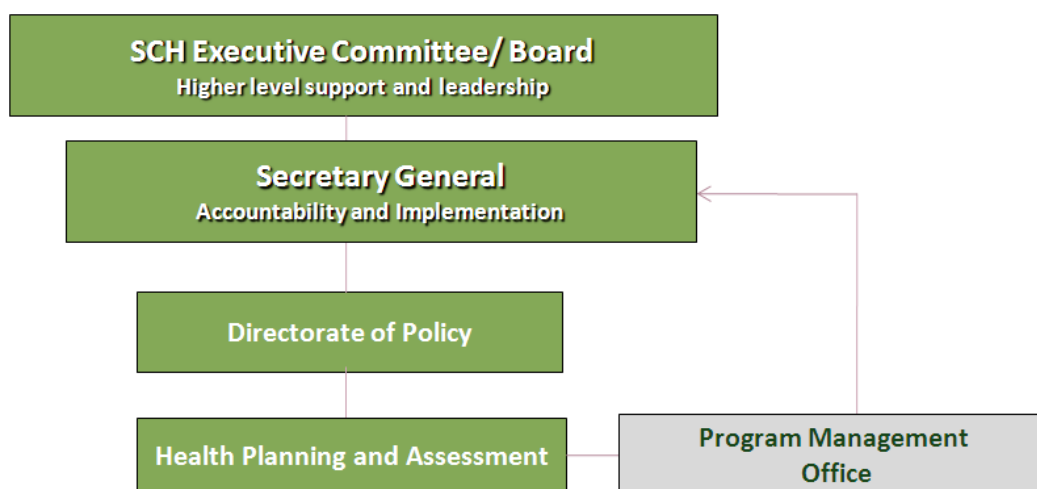 SCH Executive Committee/ Board
Higher level support and leadership
Secretary General
Accountability and Implementation
Directorate of Policy
Health Planning and Assessment
Program Management
Office